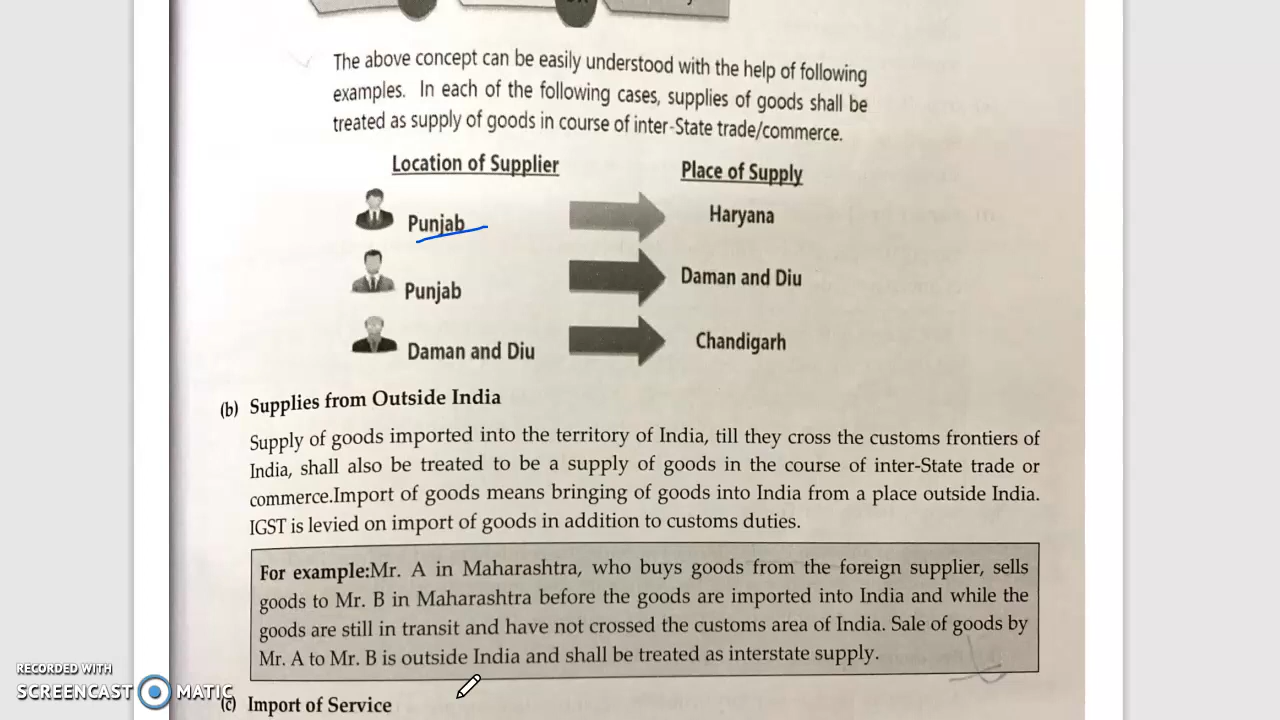 The above concept can be easily understood with the help of following
examples. In each of the following cases, supplies of goods shall be
treated as supply of goods in course of inter-State trade/commerce.
Location of Supplier Place of Supply
Punjab Haryana
Punjab Daman and Diu
Daman and Diu Chandigarh
(b) Supplies from Outside India
Supply of goods imported into the territory of India, till they cross the customs frontiers of
India, shall also be treated to be a supply of goods in the course of inter-State trade or
commerce.Import of goods means bringing of goods into India from a place outside India.
IGST is levied on import of goods in addition to customs duties.
For example:Mr. A in Maharashtra, who buys goods from the foreign supplier, sells
goods to Mr. B in Maharashtra before the goods are imported into India and while the
goods are still in transit and have not crossed the customs area of India. Sale of goods by
Mr. A to Mr. B is outside India and shall be treated as interstate supply.
(c) Import of Service
RECORDED WITH
SCREENCAST MATIC